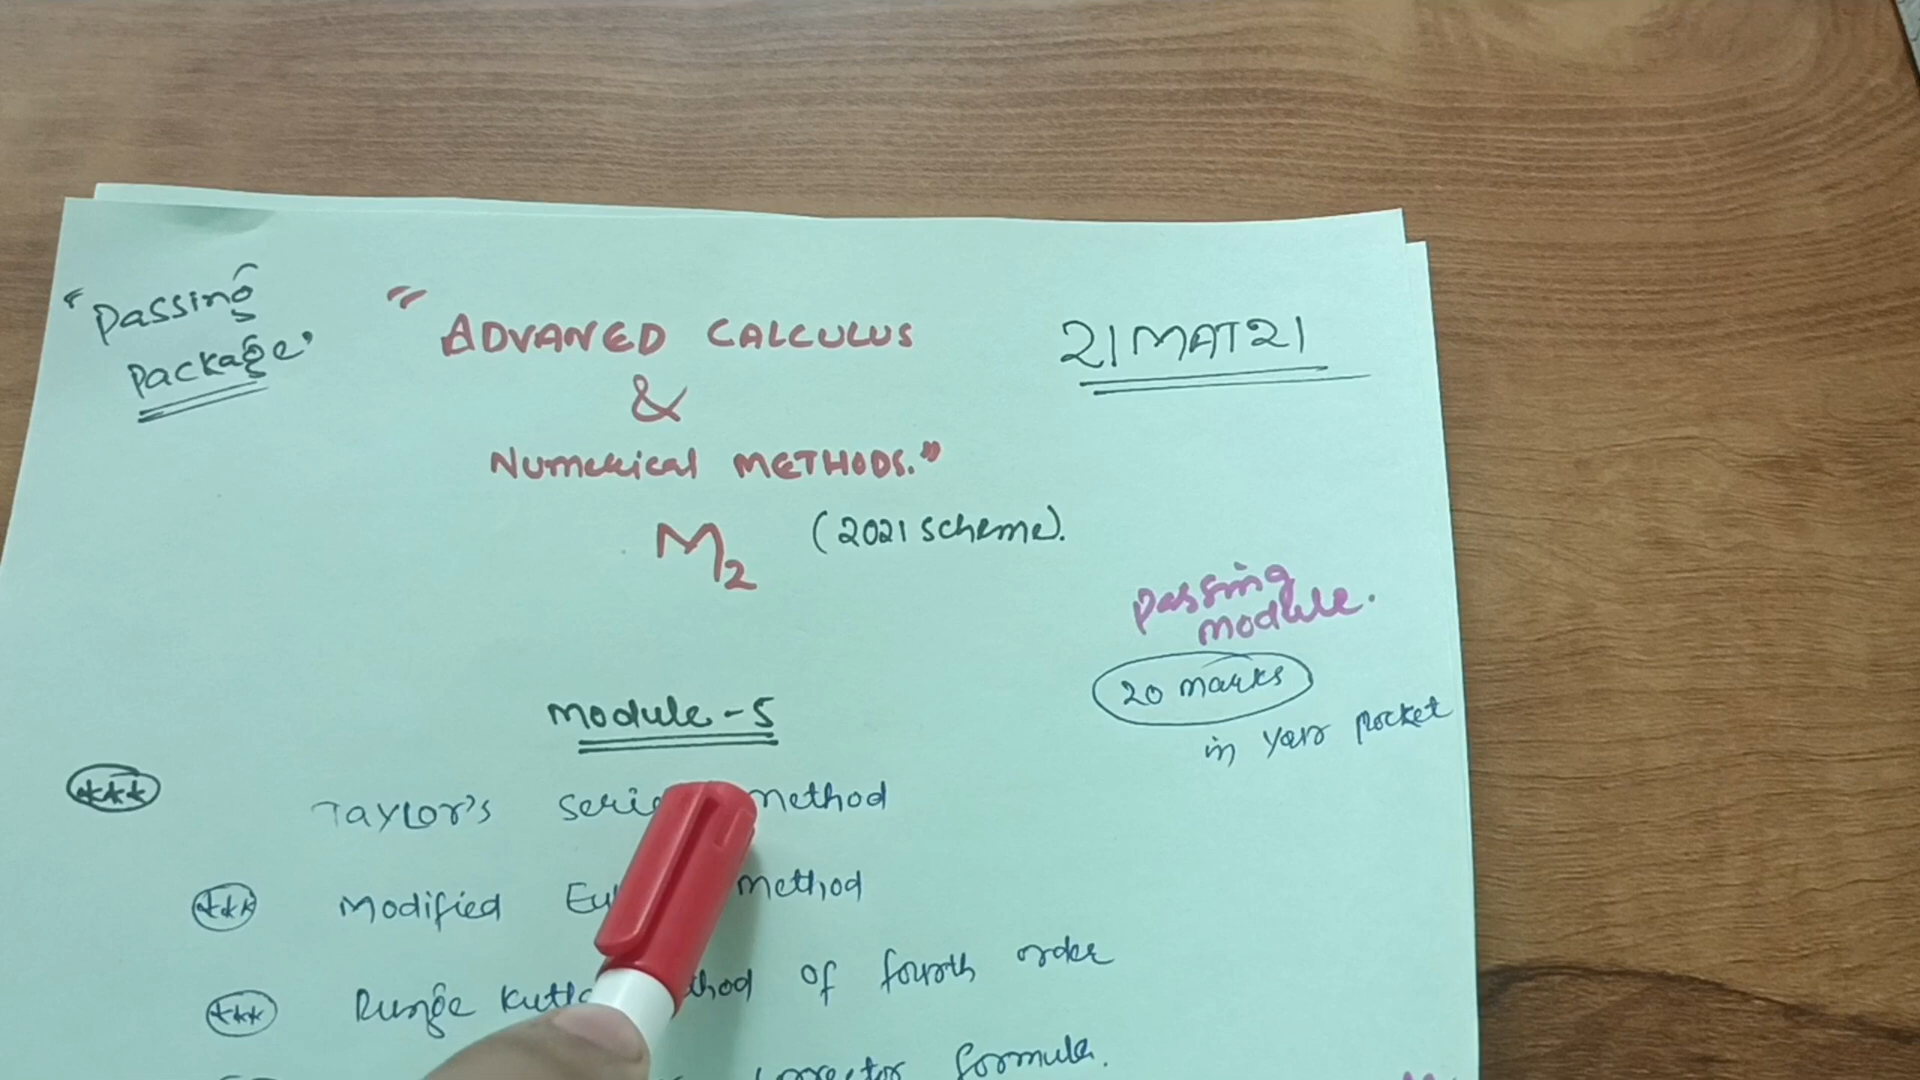 "Passing
Package"
"ADVANED CALCULUS
&
Numerical METHODS."
21MAT21
M2 (2021 scheme).
Passing
module.
20 marks
in your pocket
Module-5
*** Taylor's series method
*** Modified method
*** Runge Kutta of fourth order
formula.